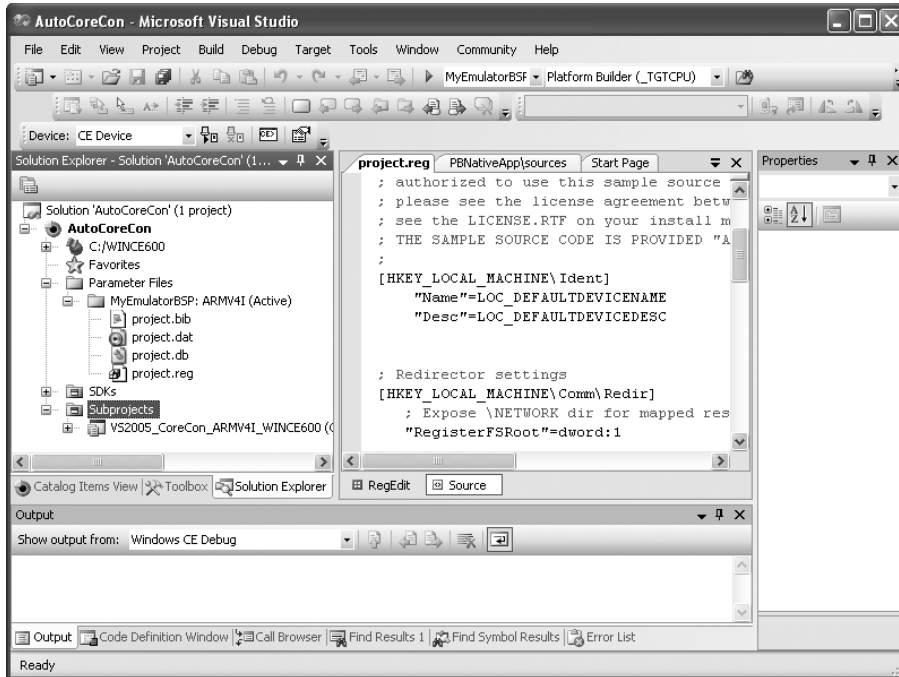 AutoCoreCon - Microsoft Visual Studio
File Edit View Project Build Debug Target Tools Window Community Help
MyEmulatorBSF Platform Builder (_TGTCPU)
Device: CE Device
Solution Explorer - Solution 'AutoCoreCon' (1...
Solution 'AutoCoreCon' (1 project)
AutoCoreCon
C:/WINCE600
Favorites
Parameter Files
MyEmulatorBSP: ARMV4I (Active)
project.bib
project.dat
project.db
project.reg
SDKs
Subprojects
VS2005_CoreCon_ARMV4I_WINCE600 (
Catalog Items View Toolbox Solution Explorer
project.reg PBNativeApp\sources Start Page
; authorized to use this sample source
; please see the license agreement betw
; see the LICENSE.RTF on your install m
; THE SAMPLE SOURCE CODE IS PROVIDED "A
;
[HKEY_LOCAL_MACHINE\Ident]
"Name"=LOC_DEFAULTDEVICENAME
"Desc"=LOC_DEFAULTDEVICEDESC
; Redirector settings
[HKEY_LOCAL_MACHINE\Comm\Redir]
; Expose \NETWORK dir for mapped res
"RegisterFSRoot"=dword:1
RegEdit Source
Properties
Output
Show output from: Windows CE Debug
Output Code Definition Window Call Browser Find Results 1 Find Symbol Results Error List
Ready